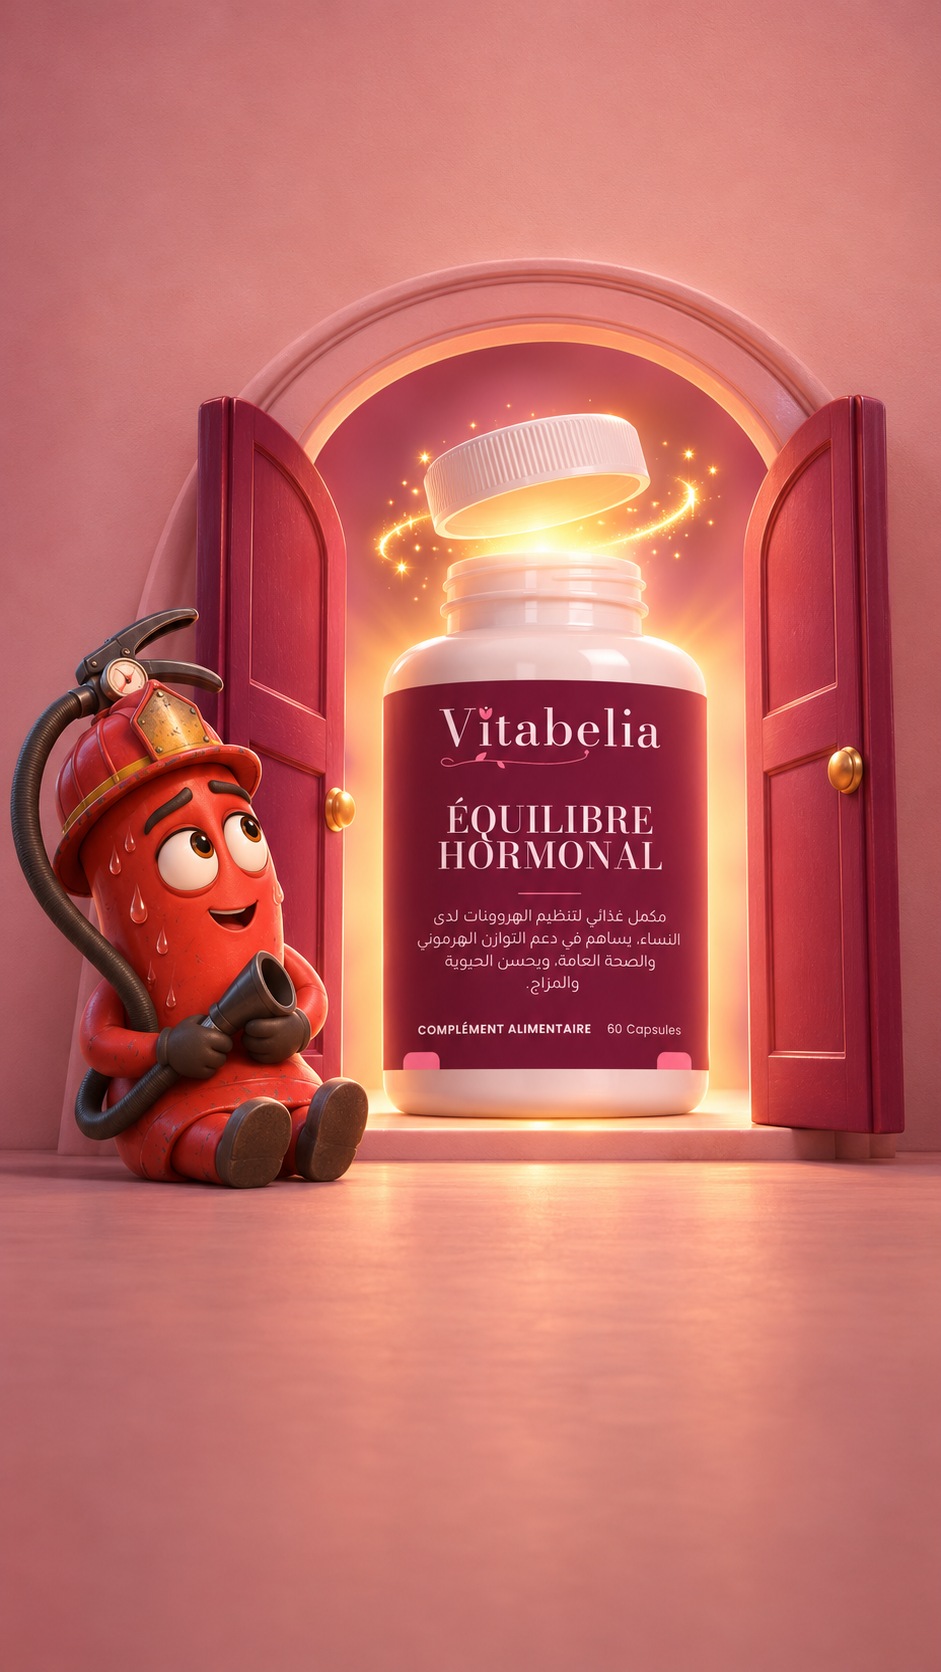 Vitabelia
ÉQUILIBRE
HORMONAL
مكمل غذائي لتنظيم الهروونات لدى
النساء، يساهم في دعم التوازن الهرموني
والصحة العامة، ويحسن الحيوية
والمزاج.
COMPLÉMENT ALIMENTAIRE 60 Capsules